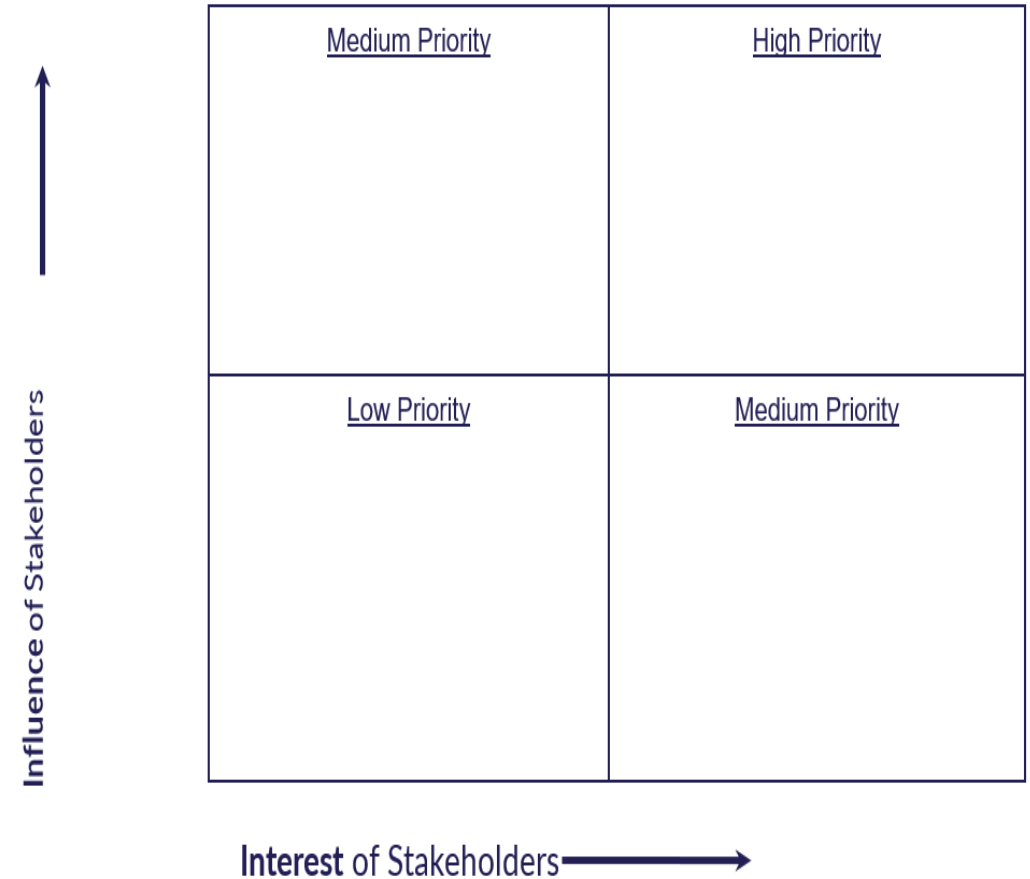 Medium Priority
High Priority
Low Priority
Medium Priority
Influence of Stakeholders
Interest of Stakeholders